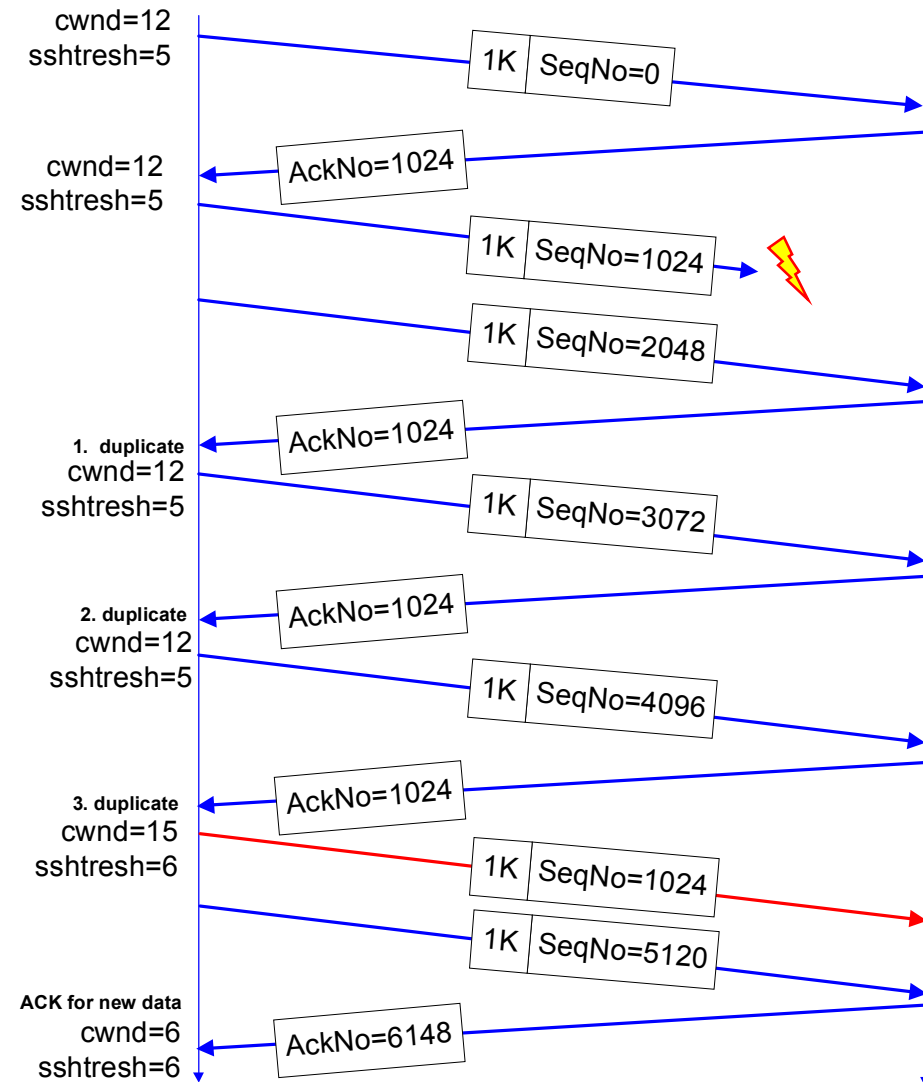 cwnd=12
sshtresh=5
1K SeqNo=0
AckNo=1024
cwnd=12
sshtresh=5
1K SeqNo=1024
1K SeqNo=2048
AckNo=1024
1. duplicate
cwnd=12
sshtresh=5
1K SeqNo=3072
AckNo=1024
2. duplicate
cwnd=12
sshtresh=5
1K SeqNo=4096
AckNo=1024
3. duplicate
cwnd=15
sshtresh=6
1K SeqNo=1024
1K SeqNo=5120
ACK for new data
cwnd=6
sshtresh=6
AckNo=6148